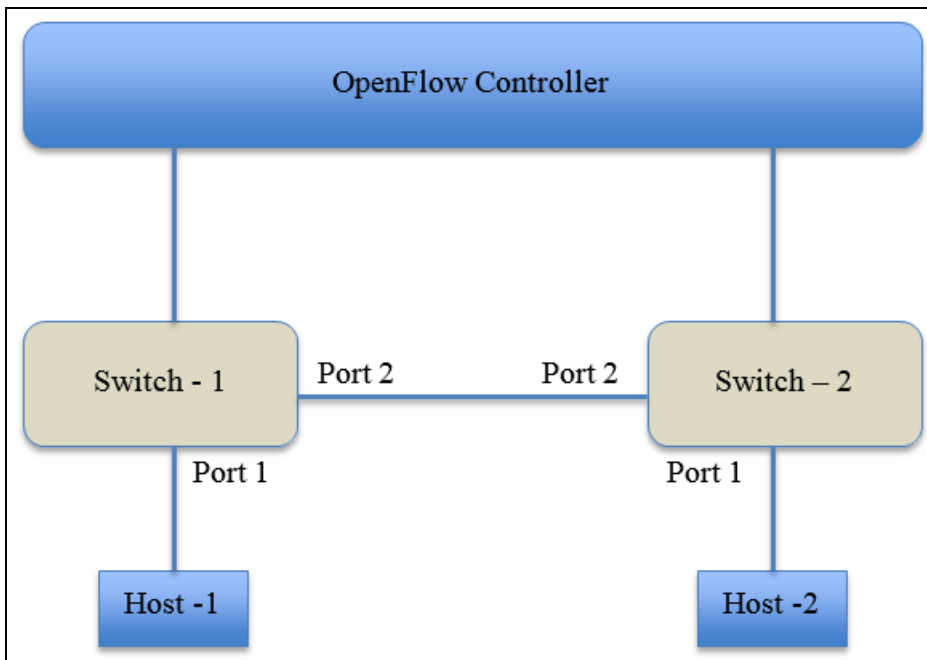 OpenFlow Controller
Switch - 1
Port 2
Port 2
Switch – 2
Port 1
Port 1
Host -1
Host -2